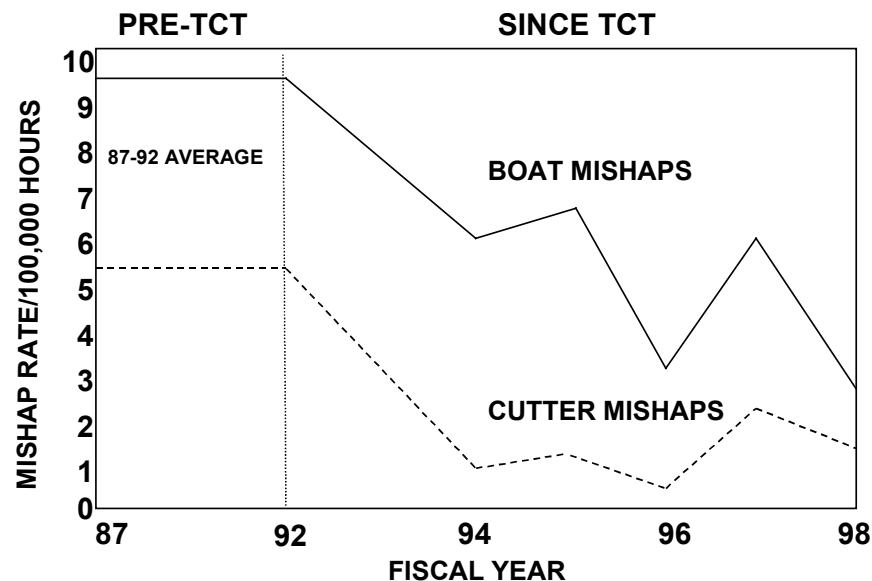 PRE-TCT SINCE TCT
10
9
8
7
6
5
4
3
2
1
0
MISHAP RATE/100,000 HOURS
87-92 AVERAGE
BOAT MISHAPS
CUTTER MISHAPS
87 92 94 96 98
FISCAL YEAR